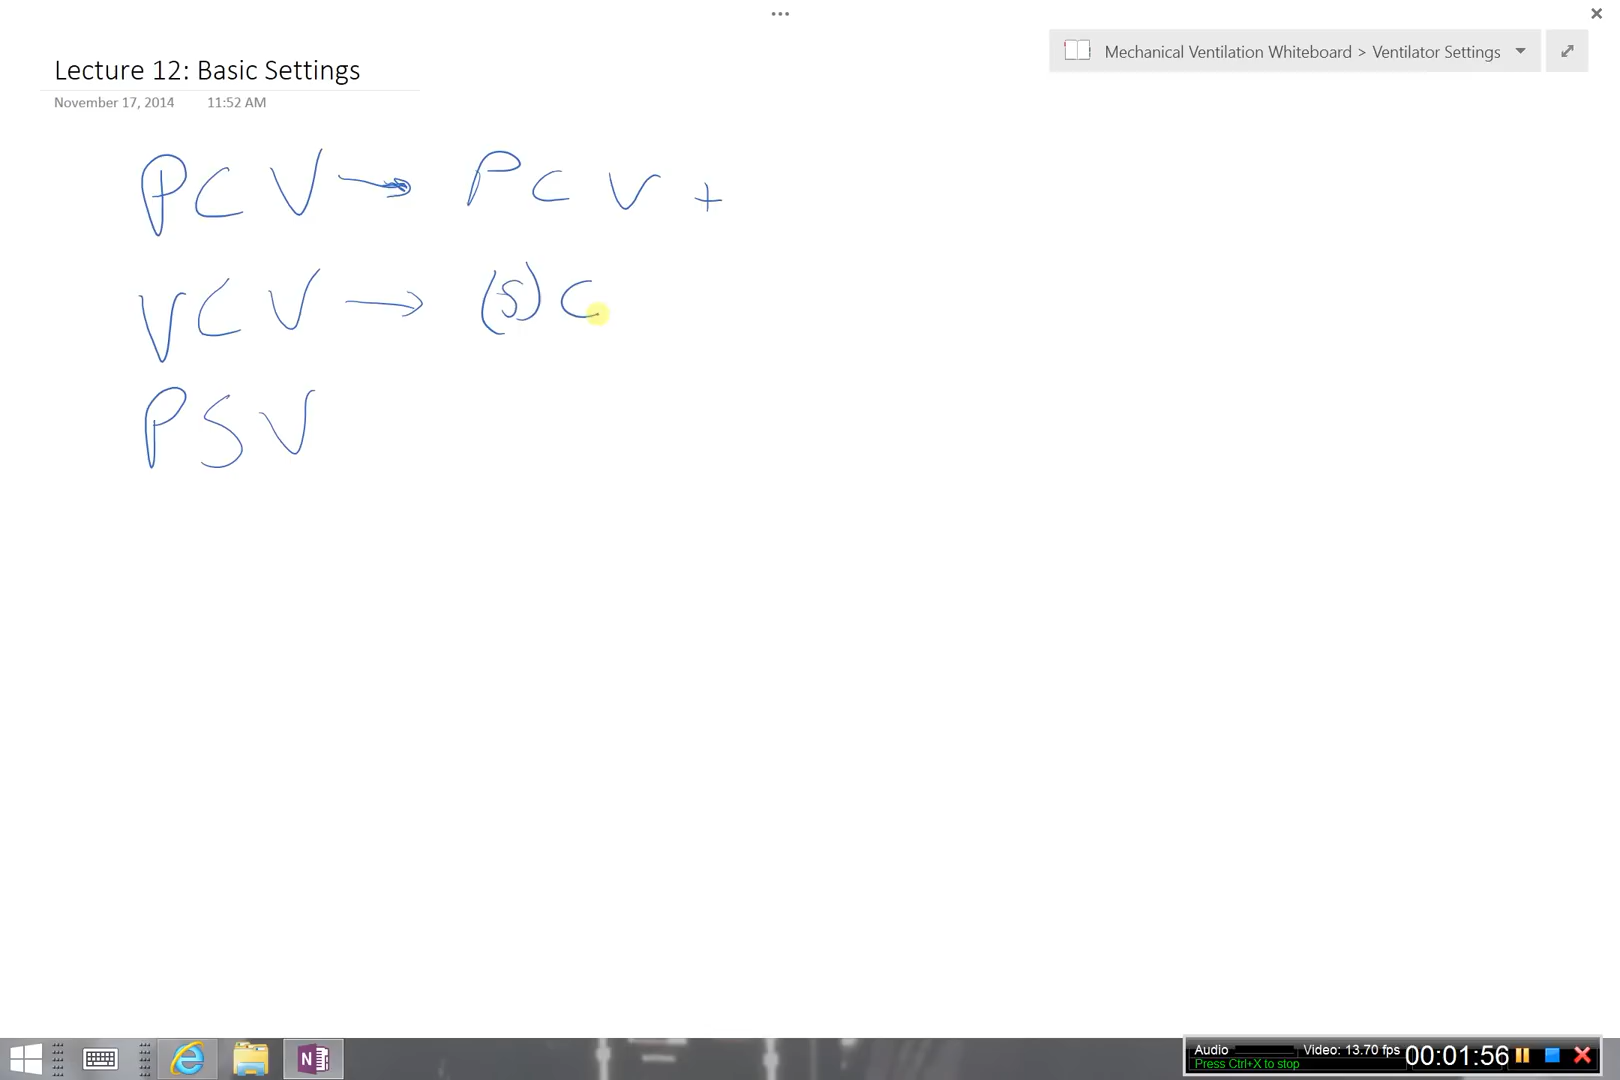 Mechanical Ventilation Whiteboard > Ventilator Settings
Lecture 12: Basic Settings
November 17, 2014 11:52 AM
PCV → PCV +
VCV → (S) C
PSV
Audio Video: 13.70 fps 00:01:56
Press Ctrl+X to stop